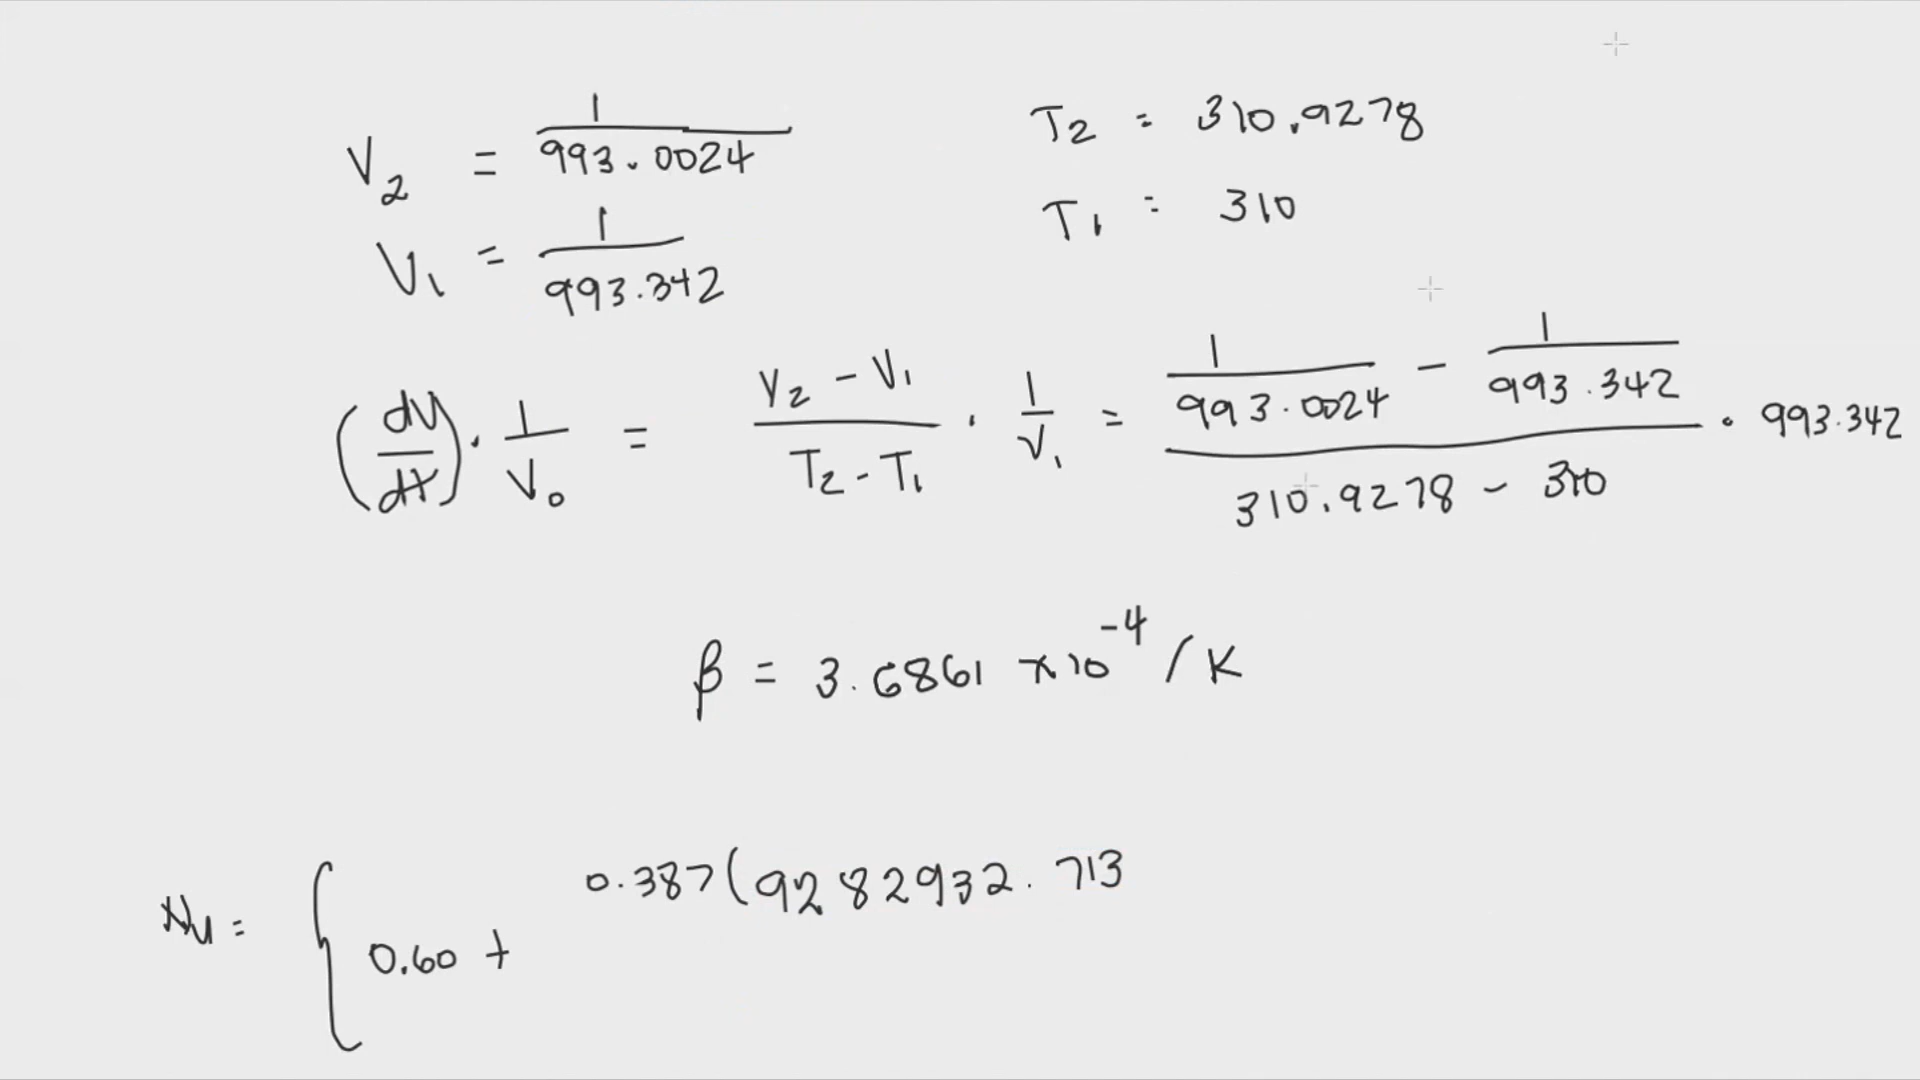 V₂ = 1/993.0024 T₂ = 310.9278
V₁ = 1/993.342 T₁ = 310
(dV/dT) · 1/V₀ = (V₂ - V₁)/(T₂ - T₁) · 1/V₁ = (1/993.0024 - 1/993.342)/(310.9278 - 310) · 993.342
β = 3.6861 x10⁻⁴ / K
Nu = { 0.60 + 0.387(9282932.713